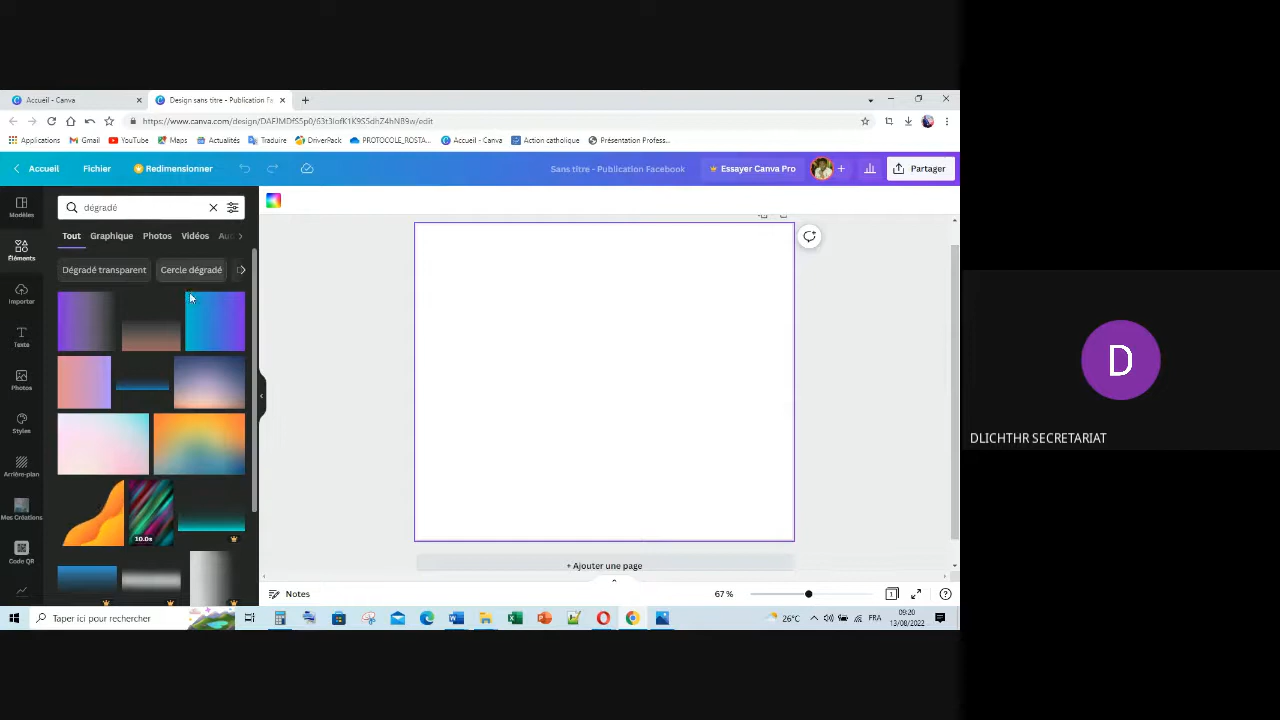 Accueil - Canva
Design sans titre - Publication Fa
https://www.canva.com/design/
/edit
Applications
Gmail
YouTube
Maps
Actualités
Traduire
DriverPack
PROTOCOLE_ROSTA...
Accueil - Canva
Action catholique
Présentation Profess...
Accueil
Fichier
Redimensionner
Sans titre - Publication Facebook
Essayer Canva Pro
Partager
Modèles
Éléments
Importer
Texte
Photos
Styles
Arrière-plan
Mes Créations
Code QR
dégradé
Tout
Graphique
Photos
Vidéos
Au
Dégradé transparent
Cercle dégradé
10.0s
+ Ajouter une page
Notes
67 %
1
Taper ici pour rechercher
26°C
FRA
09:20
13/08/2022
D
DLICHTHR SECRETARIAT